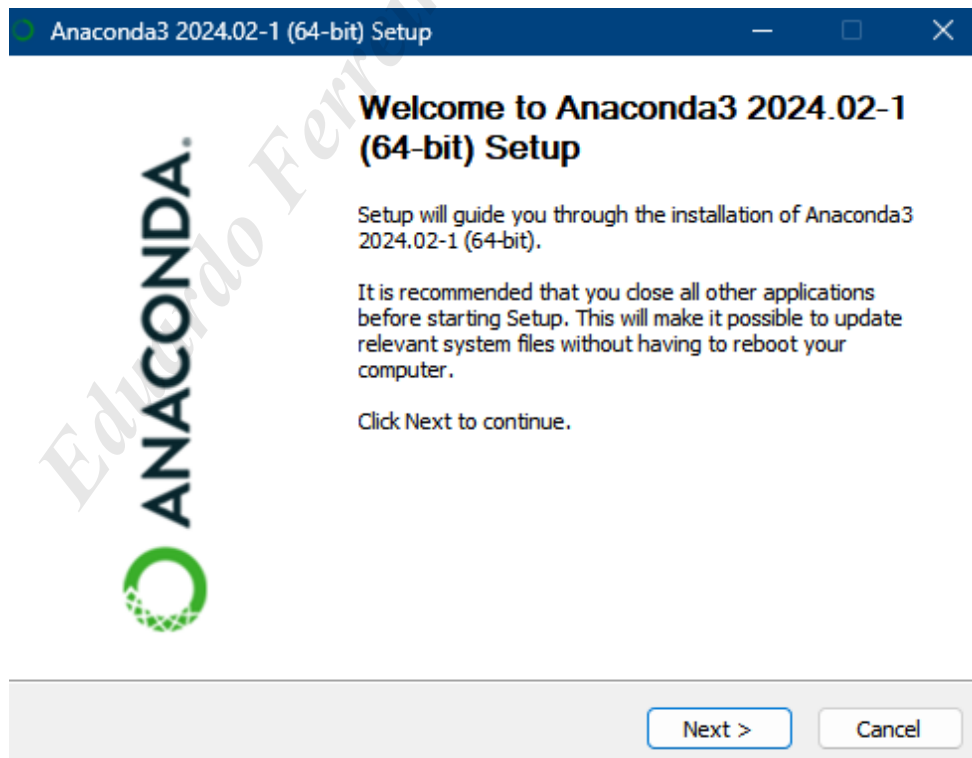 Anaconda3 2024.02-1 (64-bit) Setup
Welcome to Anaconda3 2024.02-1
(64-bit) Setup
Setup will guide you through the installation of Anaconda3
2024.02-1 (64-bit).
It is recommended that you close all other applications
before starting Setup. This will make it possible to update
relevant system files without having to reboot your
computer.
Click Next to continue.
ANACONDA.
Next >
Cancel